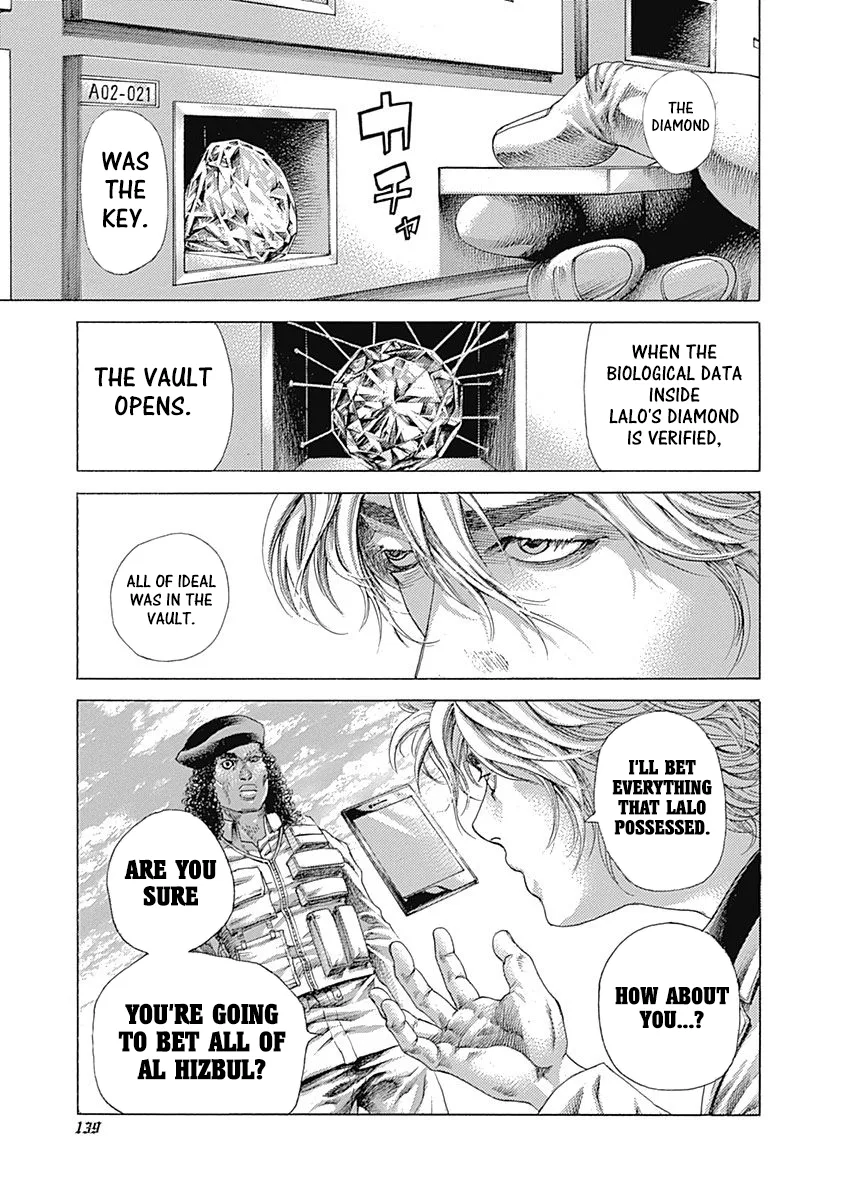 THE
DIAMOND
カチャ
A02-021
WAS
THE
KEY.
WHEN THE
BIOLOGICAL DATA
INSIDE
LALO'S DIAMOND
IS VERIFIED,
THE VAULT
OPENS.
ALL OF IDEAL
WAS IN THE
VAULT.
I'LL BET
EVERYTHING
THAT LALO
POSSESSED.
HOW ABOUT
YOU...?
ARE YOU
SURE
YOU'RE GOING
TO BET ALL OF
AL HIZBUL?
139